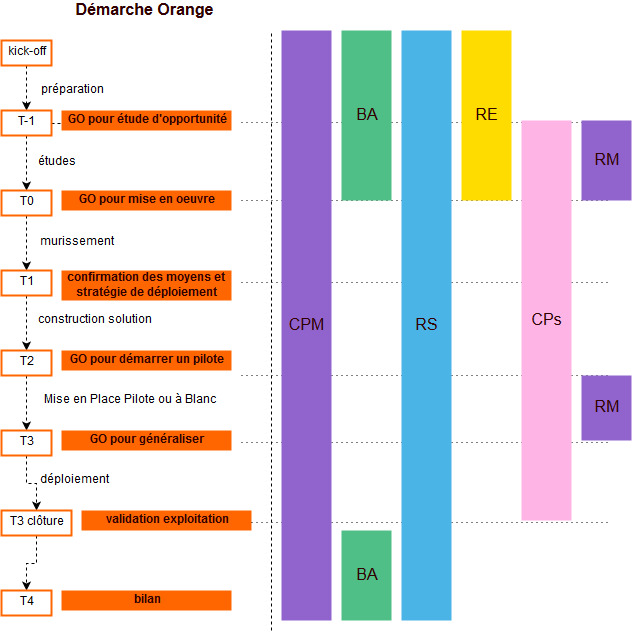 Démarche Orange
kick-off
préparation
T-1
GO pour étude d'opportunité
études
T0
GO pour mise en oeuvre
murissement
T1
confirmation des moyens et
stratégie de déploiement
construction solution
T2
GO pour démarrer un pilote
Mise en Place Pilote ou à Blanc
T3
GO pour généraliser
déploiement
T3 clôture
validation exploitation
T4
bilan
CPM
BA
BA
RS
RE
CPs
RM
RM